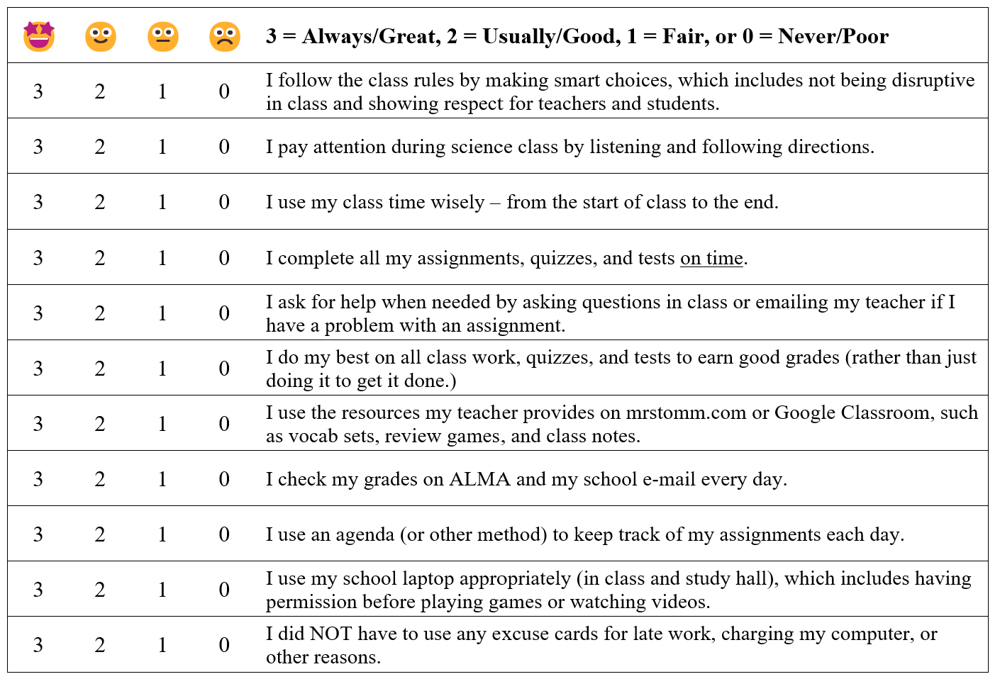 3 = Always/Great, 2 = Usually/Good, 1 = Fair, or 0 = Never/Poor
3 2 1 0 I follow the class rules by making smart choices, which includes not being disruptive
in class and showing respect for teachers and students.
3 2 1 0 I pay attention during science class by listening and following directions.
3 2 1 0 I use my class time wisely – from the start of class to the end.
3 2 1 0 I complete all my assignments, quizzes, and tests on time.
3 2 1 0 I ask for help when needed by asking questions in class or emailing my teacher if I
have a problem with an assignment.
3 2 1 0 I do my best on all class work, quizzes, and tests to earn good grades (rather than just
doing it to get it done.)
3 2 1 0 I use the resources my teacher provides on mrstomm.com or Google Classroom, such
as vocab sets, review games, and class notes.
3 2 1 0 I check my grades on ALMA and my school e-mail every day.
3 2 1 0 I use an agenda (or other method) to keep track of my assignments each day.
3 2 1 0 I use my school laptop appropriately (in class and study hall), which includes having
permission before playing games or watching videos.
3 2 1 0 I did NOT have to use any excuse cards for late work, charging my computer, or
other reasons.